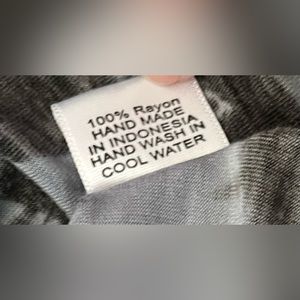 100% Rayon
HAND MADE
IN INDONESIA
HAND WASH IN
COOL WATER